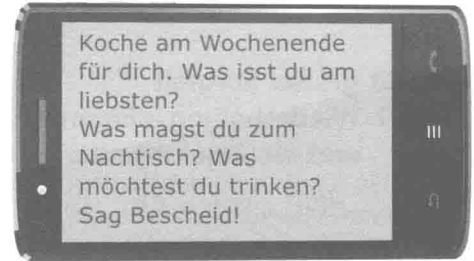 Koche am Wochenende
für dich. Was isst du am
liebsten?
Was magst du zum
Nachtisch? Was
möchtest du trinken?
Sag Bescheid!